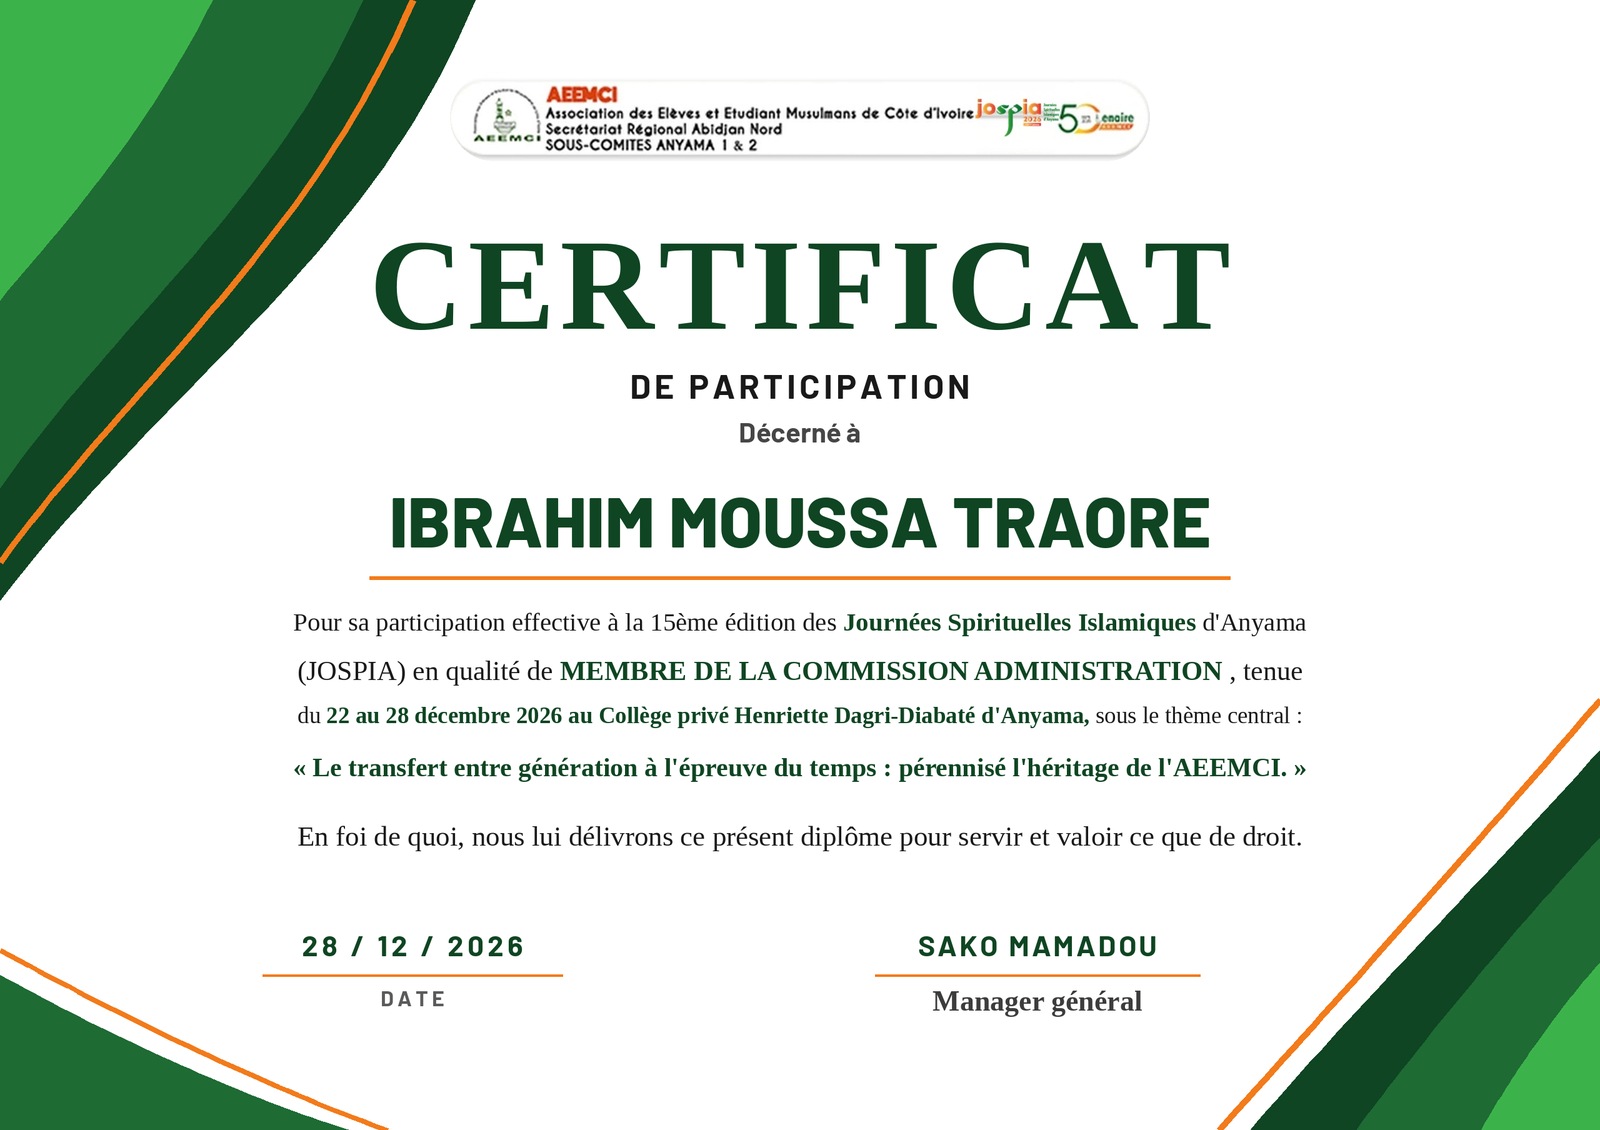 AEEMCI
Association des Elèves et Etudiant Musulmans de Côte d'Ivoire
Secrétariat Régional Abidjan Nord
SOUS-COMITES ANYAMA 1 & 2
AEEMCI
jospia
2025
50 enaire
CERTIFICAT
DE PARTICIPATION
Décerné à
IBRAHIM MOUSSA TRAORE
Pour sa participation effective à la 15ème édition des Journées Spirituelles Islamiques d'Anyama
(JOSPIA) en qualité de MEMBRE DE LA COMMISSION ADMINISTRATION , tenue
du 22 au 28 décembre 2026 au Collège privé Henriette Dagri-Diabaté d'Anyama, sous le thème central :
« Le transfert entre génération à l'épreuve du temps : pérennisé l'héritage de l'AEEMCI. »
En foi de quoi, nous lui délivrons ce présent diplôme pour servir et valoir ce que de droit.
28 / 12 / 2026
DATE
SAKO MAMADOU
Manager général